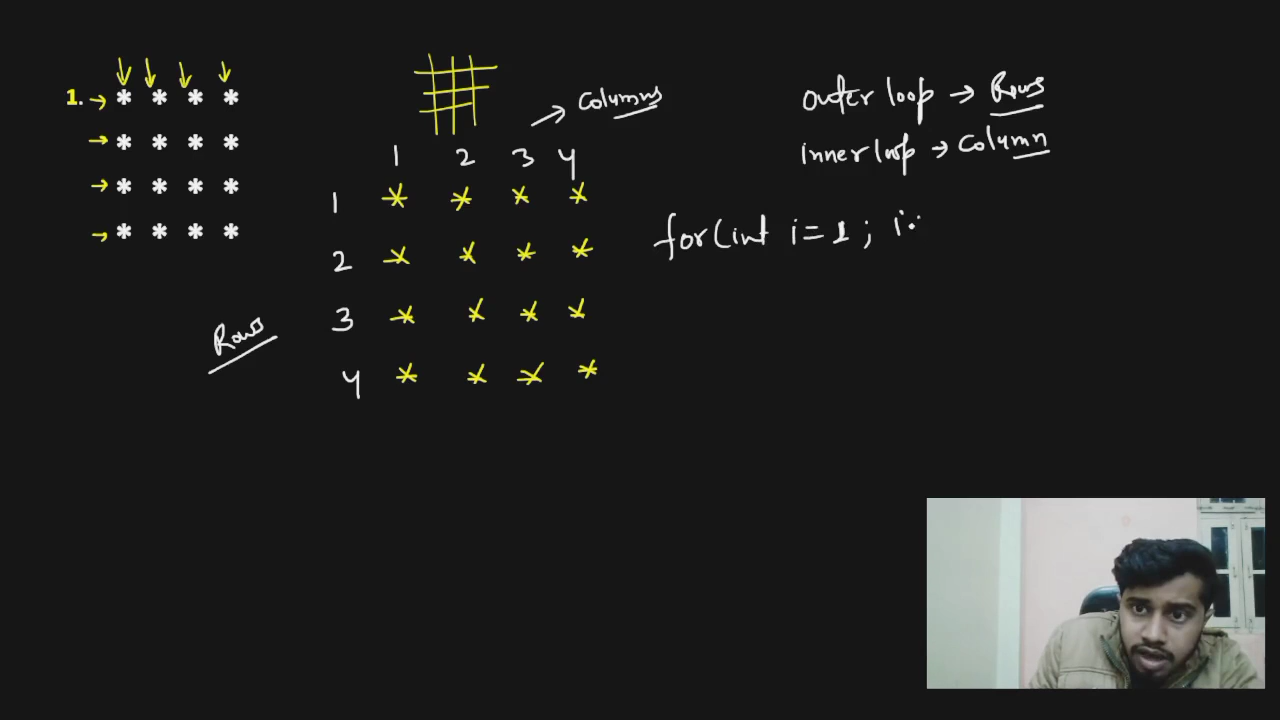 1. * * * *
* * * *
* * * *
* * * *
Columns
1 2 3 4
1 * * * *
2 * * * *
3 * * * *
4 * * * *
Rows
outer loop → Rows
inner loop → Column
for(int i=1; i